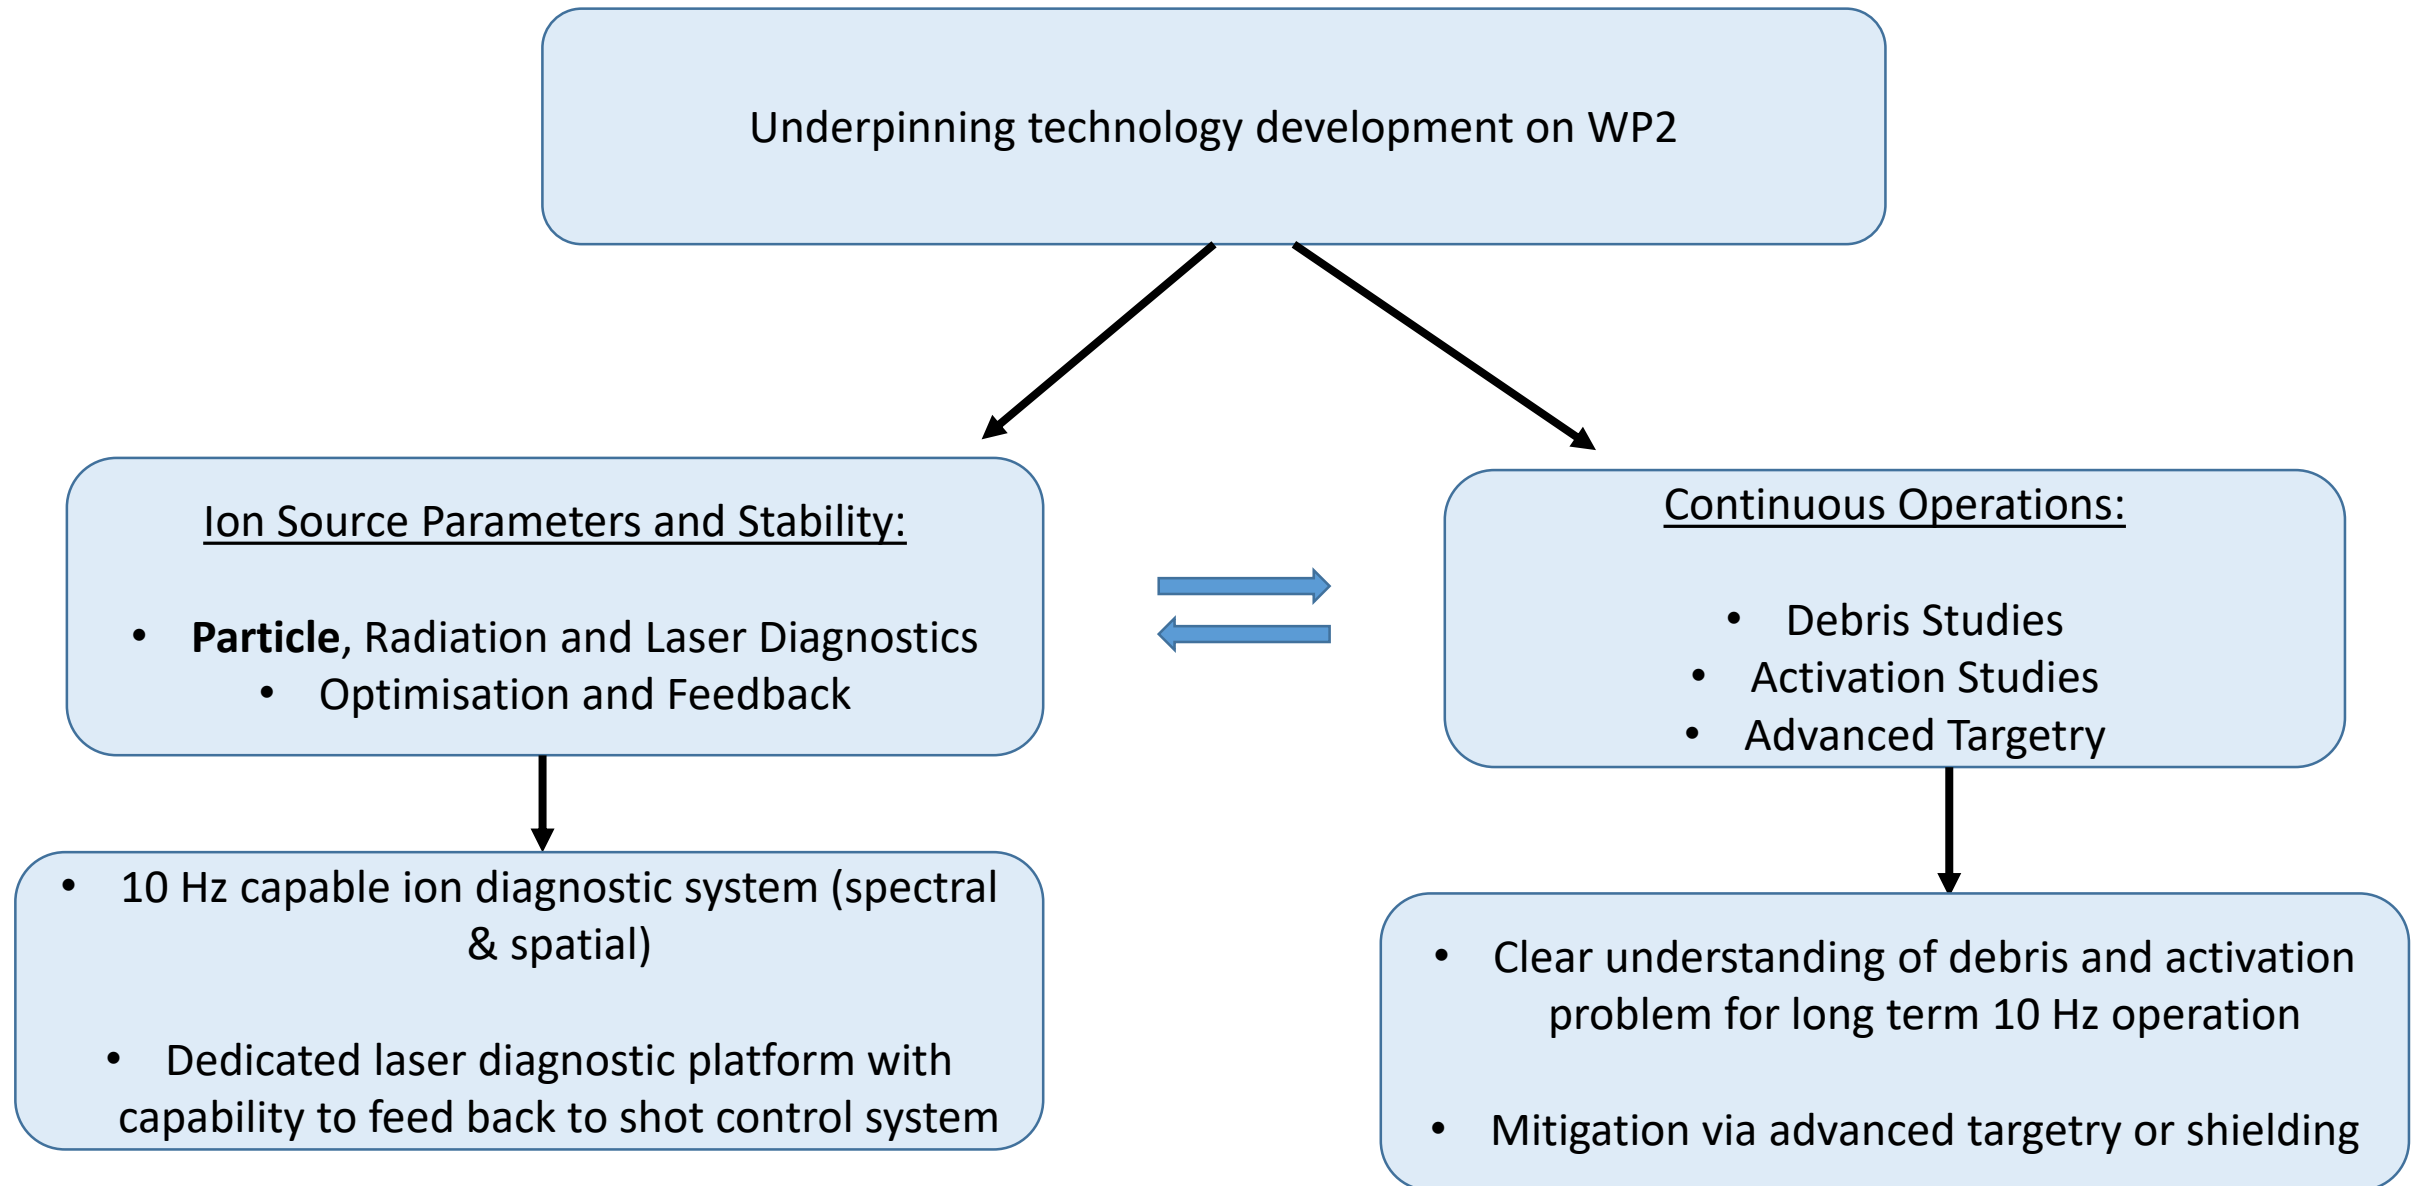 Underpinning technology development on WP2
Ion Source Parameters and Stability:
• Particle, Radiation and Laser Diagnostics
• Optimisation and Feedback
Continuous Operations:
• Debris Studies
• Activation Studies
• Advanced Targetry
• 10 Hz capable ion diagnostic system (spectral
& spatial)
• Dedicated laser diagnostic platform with
capability to feed back to shot control system
• Clear understanding of debris and activation
problem for long term 10 Hz operation
• Mitigation via advanced targetry or shielding